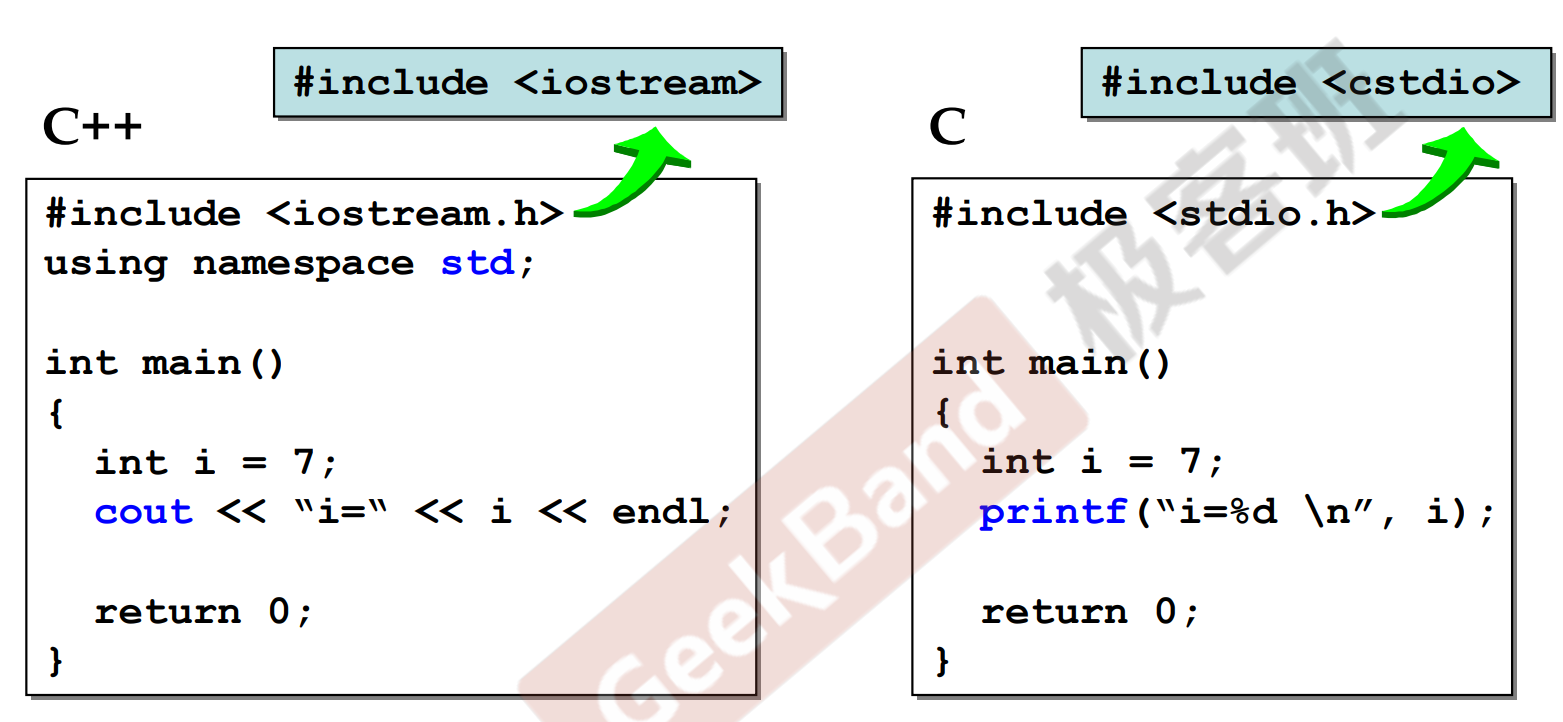 #include <iostream>
C++
#include <iostream.h>
using namespace std;
int main()
{
int i = 7;
cout << “i=“ << i << endl;
return 0;
}
#include <cstdio>
C
#include <stdio.h>
int main()
{
int i = 7;
printf(“i=%d \n”, i);
return 0;
}
GeekBand 极客班